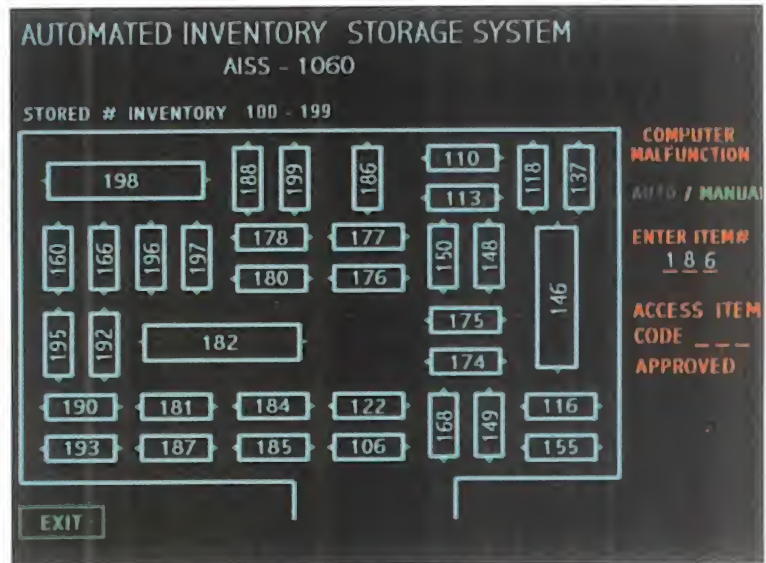 AUTOMATED INVENTORY STORAGE SYSTEM
AISS - 1060
STORED # INVENTORY 100 - 199
COMPUTER
MALFUNCTION
AUTO / MANUAL
ENTER ITEM#
1 8 6
ACCESS ITEM
CODE _ _ _
APPROVED
198 188 199 186 110 118 137
113
160 166 196 197 178 177 150 148 146
180 176
195 192 182 175
174
190 181 184 122 168 149 116
193 187 185 106 155
EXIT